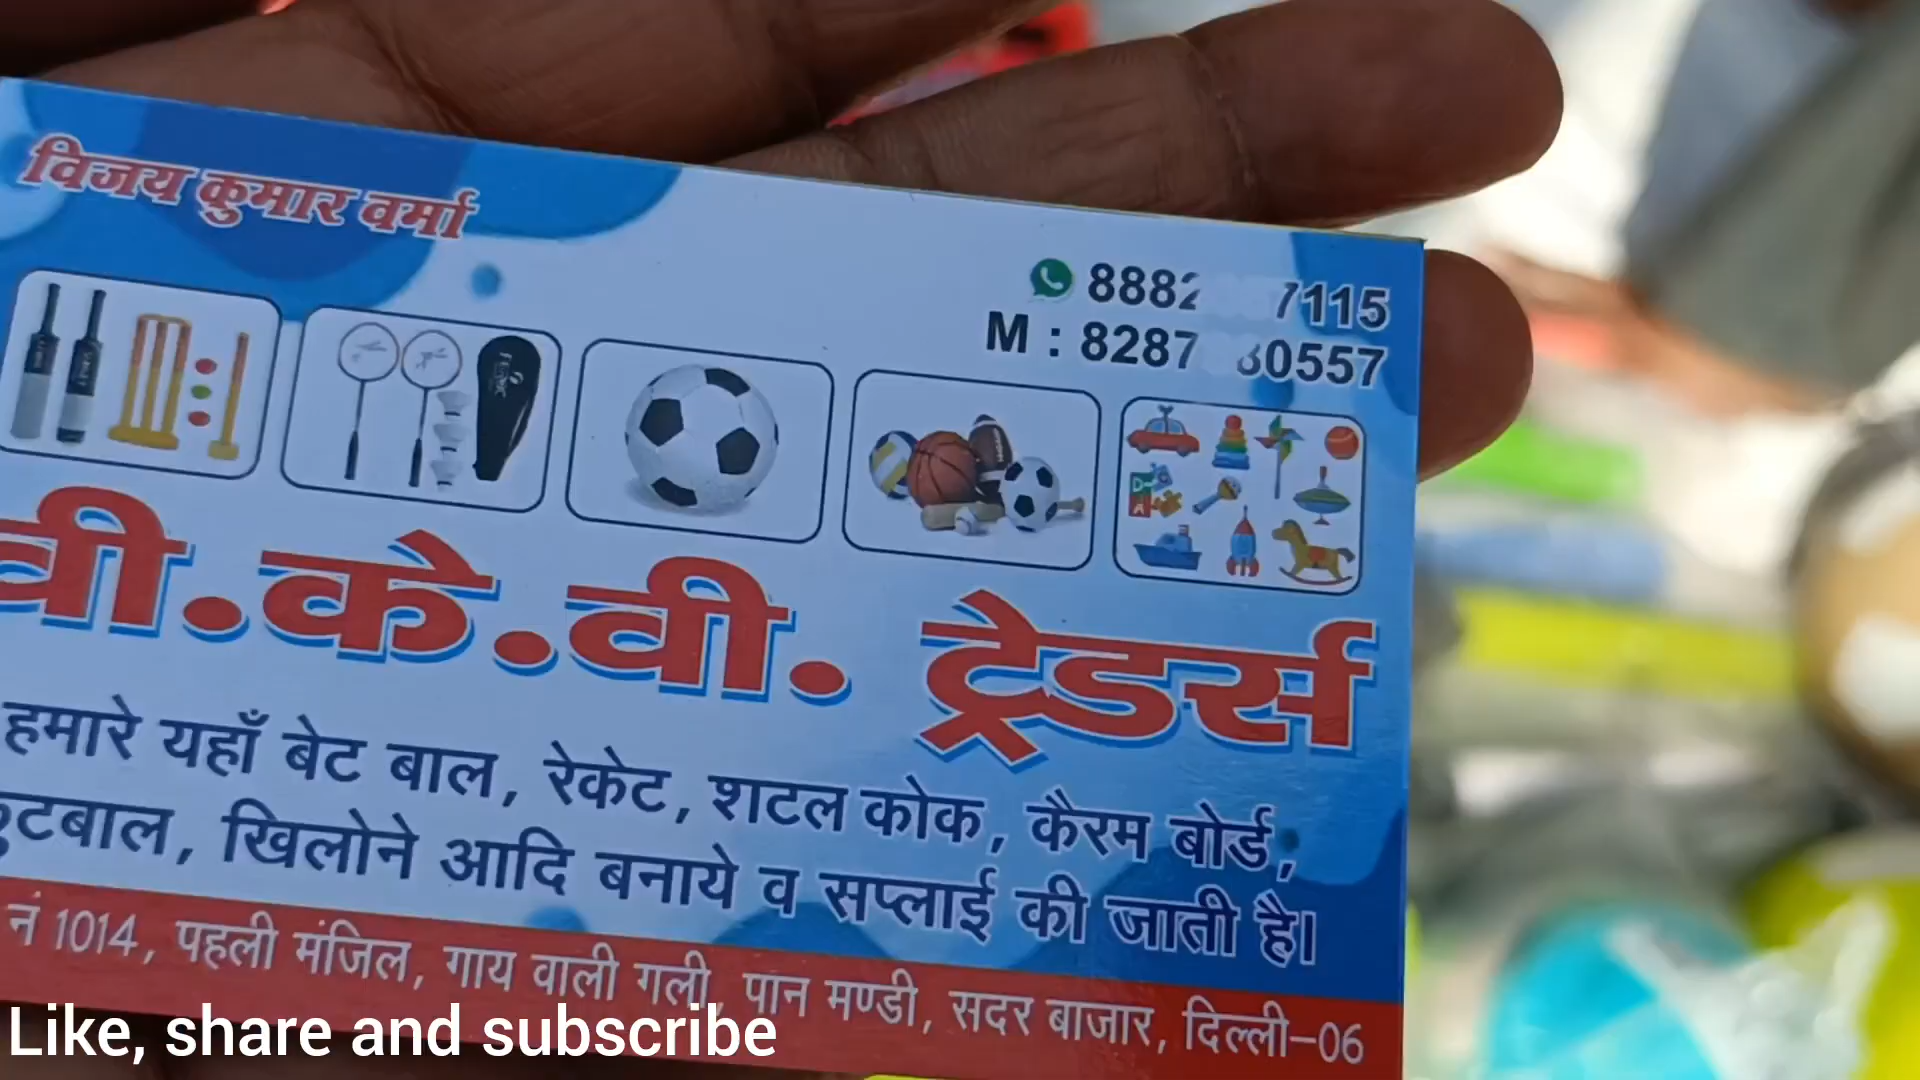 विजय कुमार वर्मा
8882 7115
M : 8287 30557
वी.के.वी. ट्रेडर्स
हमारे यहाँ बेट बाल, रेकेट, शटल कोक, कैरम बोर्ड,
फुटबाल, खिलोने आदि बनाये व सप्लाई की जाती है।
नं 1014, पहली मंजिल, गाय वाली गली, पान मण्डी, सदर बाजार, दिल्ली-06
Like, share and subscribe